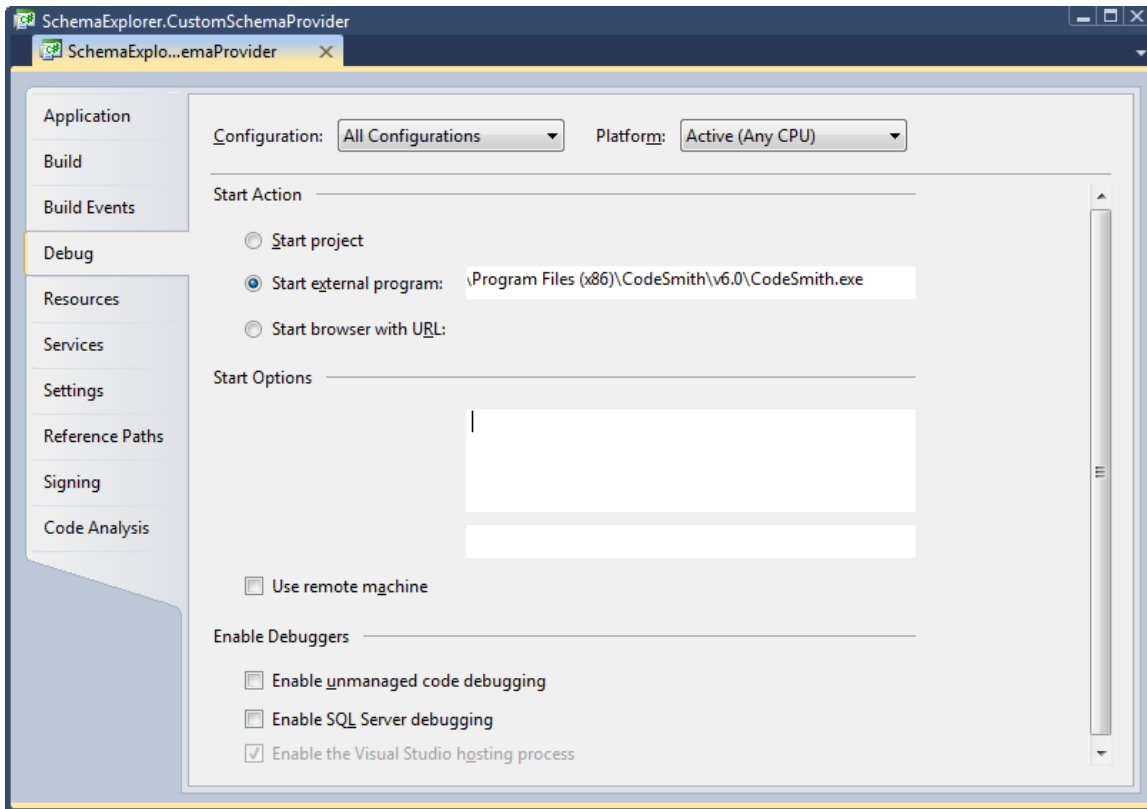 SchemaExplorer.CustomSchemaProvider
SchemaExplo...emaProvider
Application
Build
Build Events
Debug
Resources
Services
Settings
Reference Paths
Signing
Code Analysis
Configuration: All Configurations Platform: Active (Any CPU)
Start Action
Start project
Start external program: \Program Files (x86)\CodeSmith\v6.0\CodeSmith.exe
Start browser with URL:
Start Options
Use remote machine
Enable Debuggers
Enable unmanaged code debugging
Enable SQL Server debugging
Enable the Visual Studio hosting process